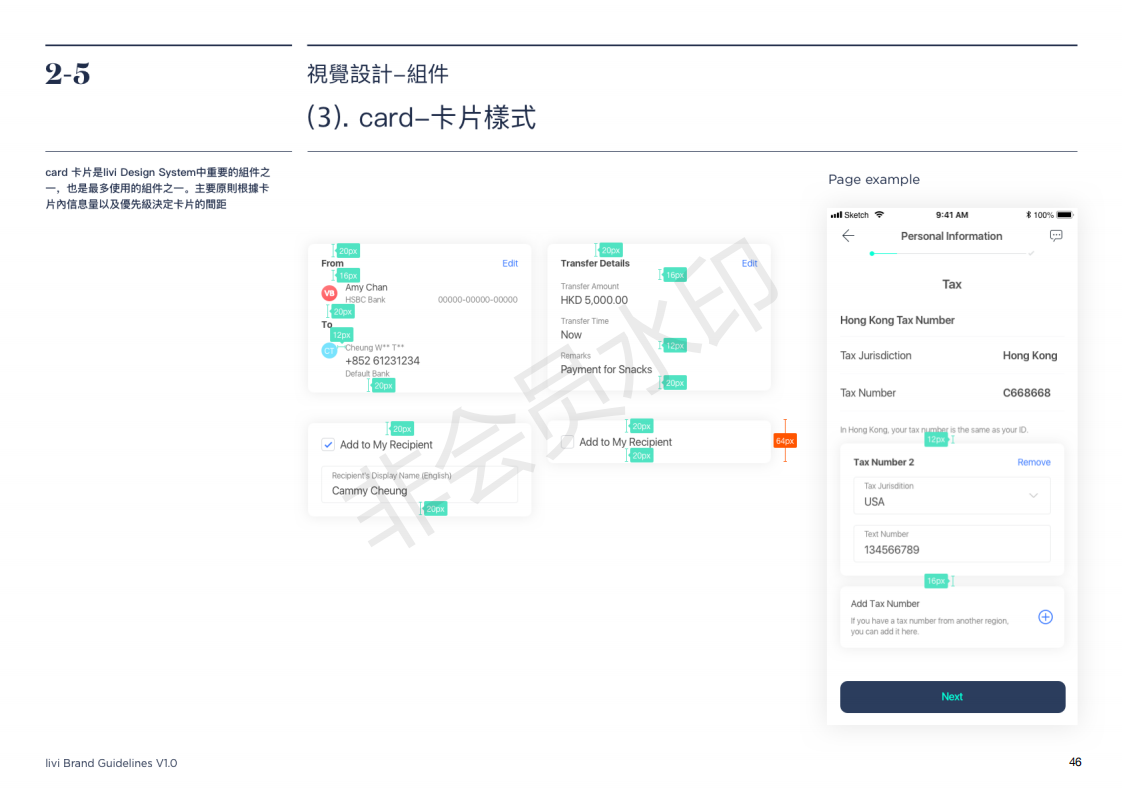 2-5
視覺設計–組件
(3). card–卡片樣式
card 卡片是livi Design System中重要的組件之
一，也是最多使用的組件之一。主要原則根據卡
片內信息量以及優先級決定卡片的間距
20px
From
Edit
16px
VB
Amy Chan
HSBC Bank
00000-00000-00000
20px
To
12px
CT
Cheung W** T**
+852 61231234
Default Bank
20px
20px
Transfer Details
Edit
16px
Transfer Amount
HKD 5,000.00
Transfer Time
Now
12px
Remarks
Payment for Snacks
20px
20px
Add to My Recipient
Recipient's Display Name (English)
Cammy Cheung
20px
20px
Add to My Recipient
20px
64px
Page example
Sketch
9:41 AM
100%
Personal Information
Tax
Hong Kong Tax Number
Tax Jurisdiction
Hong Kong
Tax Number
C668668
In Hong Kong, your tax number is the same as your ID.
12px
Tax Number 2
Remove
Tax Jurisdition
USA
Text Number
134566789
16px
Add Tax Number
If you have a tax number from another region,
you can add it here.
Next
非会员水印
livi Brand Guidelines V1.0
46